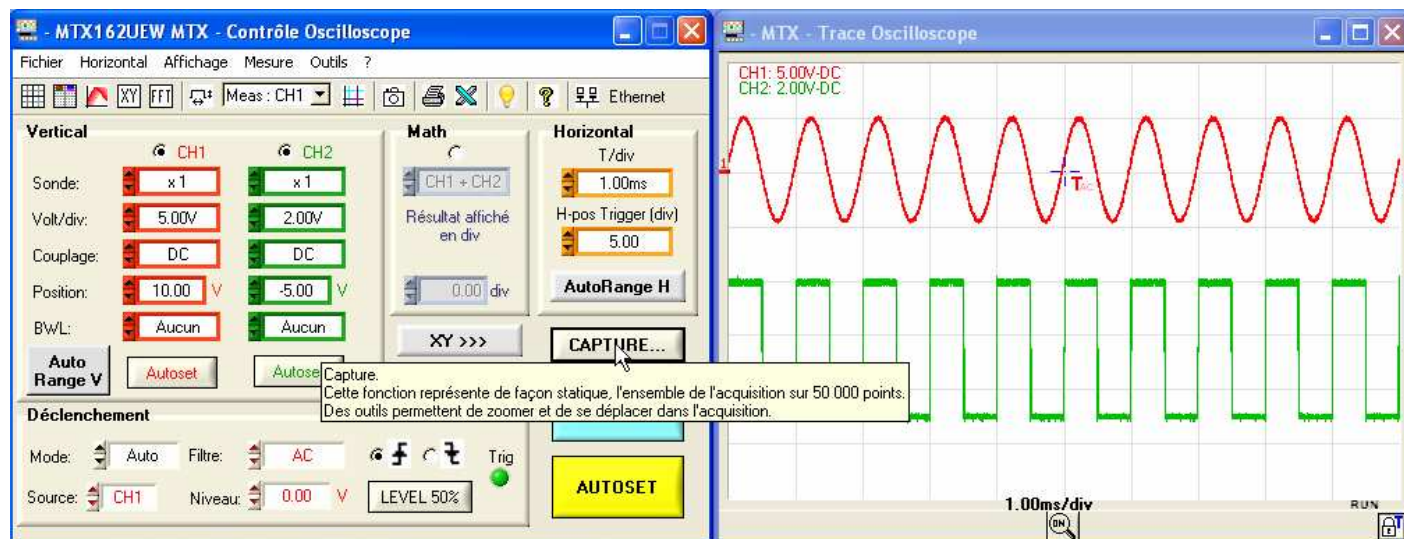 - MTX162UEW MTX - Contrôle Oscilloscope
Fichier Horizontal Affichage Mesure Outils ?
XY FFT Meas : CH1 Ethernet
Vertical
CH1 CH2
Sonde: x 1 x 1
Volt/div: 5.00V 2.00V
Couplage: DC DC
Position: 10.00 V -5.00 V
BWL: Aucun Aucun
Auto
Range V
Autoset
Autose
Math
CH1 + CH2
Résultat affiché
en div
0.00 div
XY >>>
Horizontal
T/div
1.00ms
H-pos Trigger (div)
5.00
AutoRange H
CAPTURE...
Capture.
Cette fonction représente de façon statique, l'ensemble de l'acquisition sur 50 000 points.
Des outils permettent de zoomer et de se déplacer dans l'acquisition.
Déclenchement
Mode: Auto Filtre: AC Trig
Source: CH1 Niveau: 0.00 V LEVEL 50%
AUTOSET
- MTX - Trace Oscilloscope
CH1: 5.00V-DC
CH2: 2.00V-DC
1
TAC
1.00ms/div RUN
ON
T